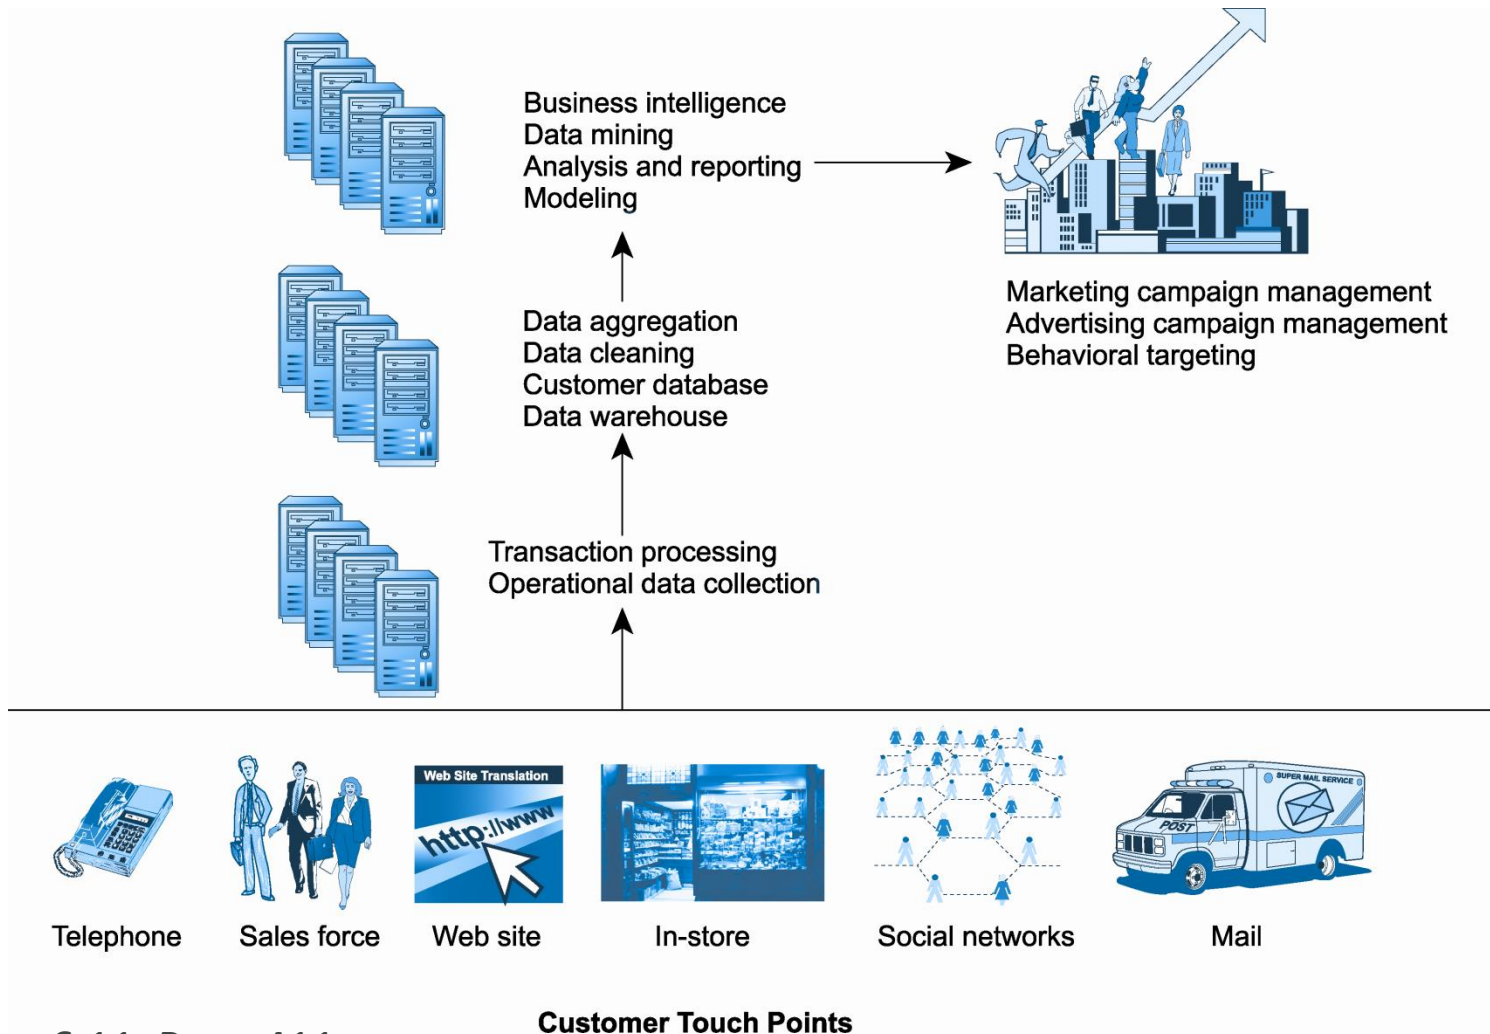 Business intelligence
Data mining
Analysis and reporting
Modeling
Data aggregation
Data cleaning
Customer database
Data warehouse
Transaction processing
Operational data collection
Marketing campaign management
Advertising campaign management
Behavioral targeting
Web Site Translation
http://www
SUPER MAIL SERVICE
POST
Telephone
Sales force
Web site
In-store
Social networks
Mail
Customer Touch Points